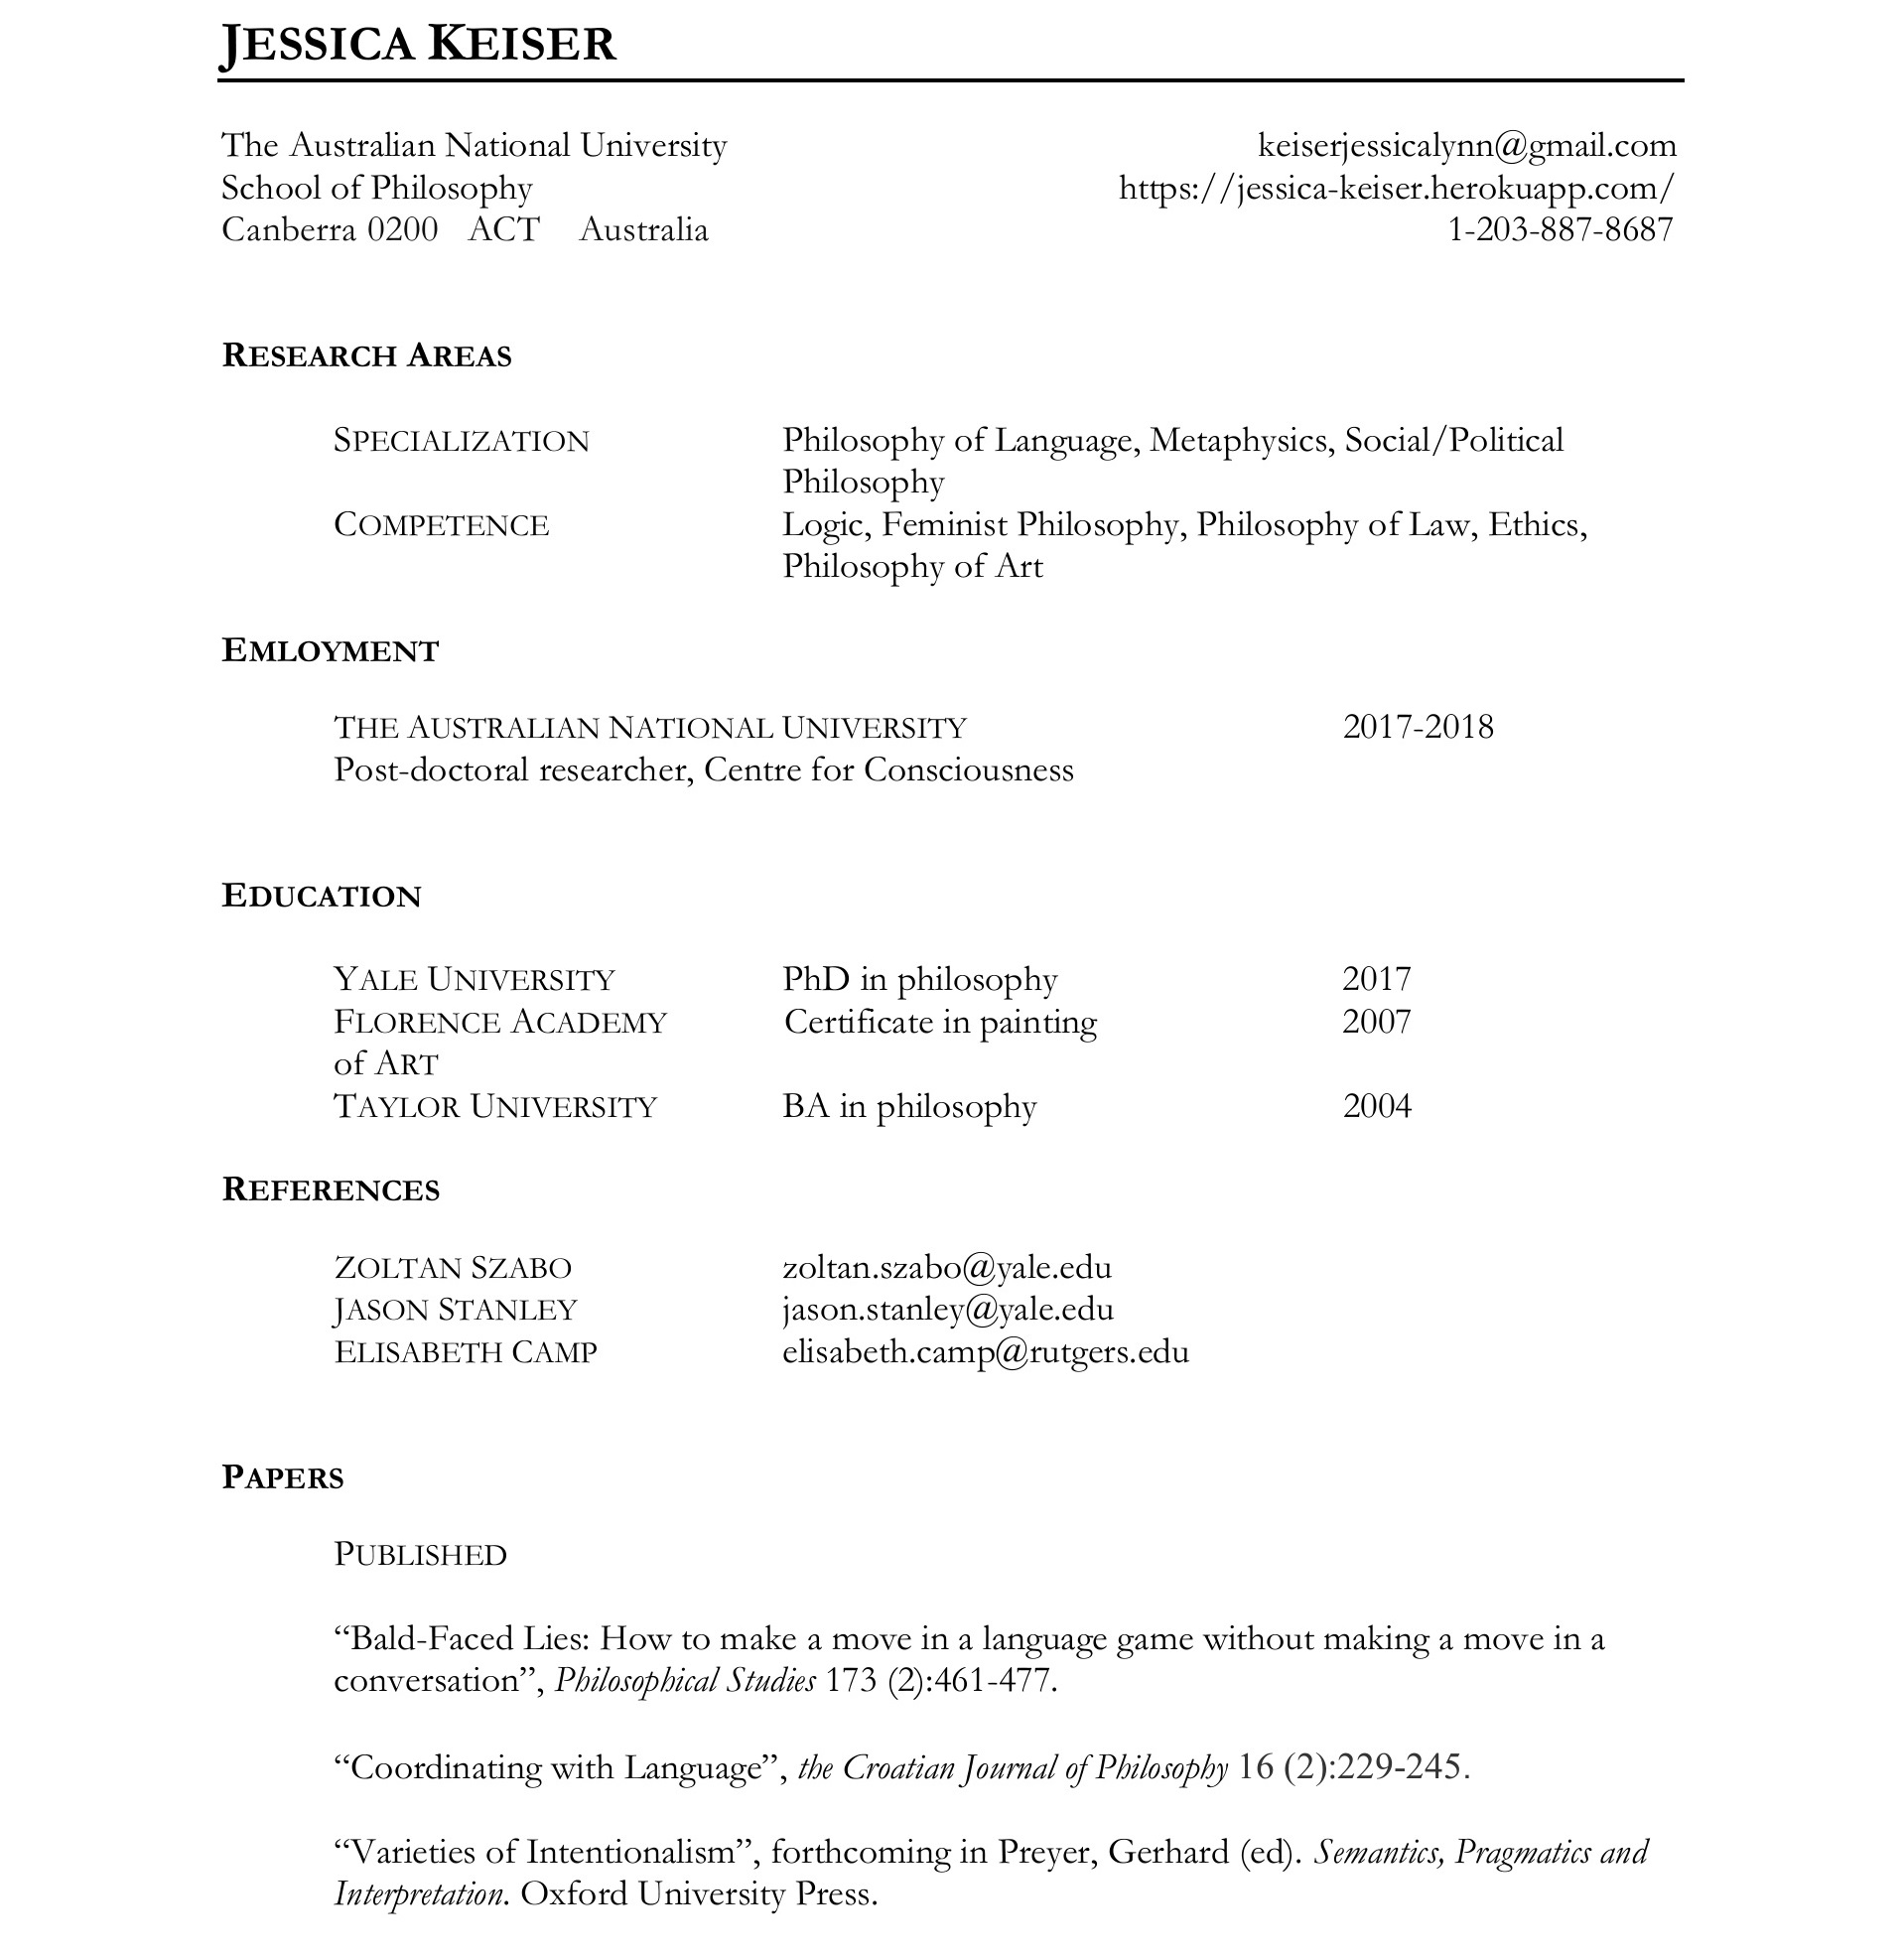 JESSICA KEISER
The Australian National University keiserjessicalynn@gmail.com
School of Philosophy https://jessica-keiser.herokuapp.com/
Canberra 0200 ACT Australia 1-203-887-8687
RESEARCH AREAS
SPECIALIZATION Philosophy of Language, Metaphysics, Social/Political
Philosophy
COMPETENCE Logic, Feminist Philosophy, Philosophy of Law, Ethics,
Philosophy of Art
EMLOYMENT
THE AUSTRALIAN NATIONAL UNIVERSITY 2017-2018
Post-doctoral researcher, Centre for Consciousness
EDUCATION
YALE UNIVERSITY PhD in philosophy 2017
FLORENCE ACADEMY Certificate in painting 2007
of ART
TAYLOR UNIVERSITY BA in philosophy 2004
REFERENCES
ZOLTAN SZABO zoltan.szabo@yale.edu
JASON STANLEY jason.stanley@yale.edu
ELISABETH CAMP elisabeth.camp@rutgers.edu
PAPERS
PUBLISHED
“Bald-Faced Lies: How to make a move in a language game without making a move in a
conversation”, Philosophical Studies 173 (2):461-477.
“Coordinating with Language”, the Croatian Journal of Philosophy 16 (2):229-245.
“Varieties of Intentionalism”, forthcoming in Preyer, Gerhard (ed). Semantics, Pragmatics and
Interpretation. Oxford University Press.